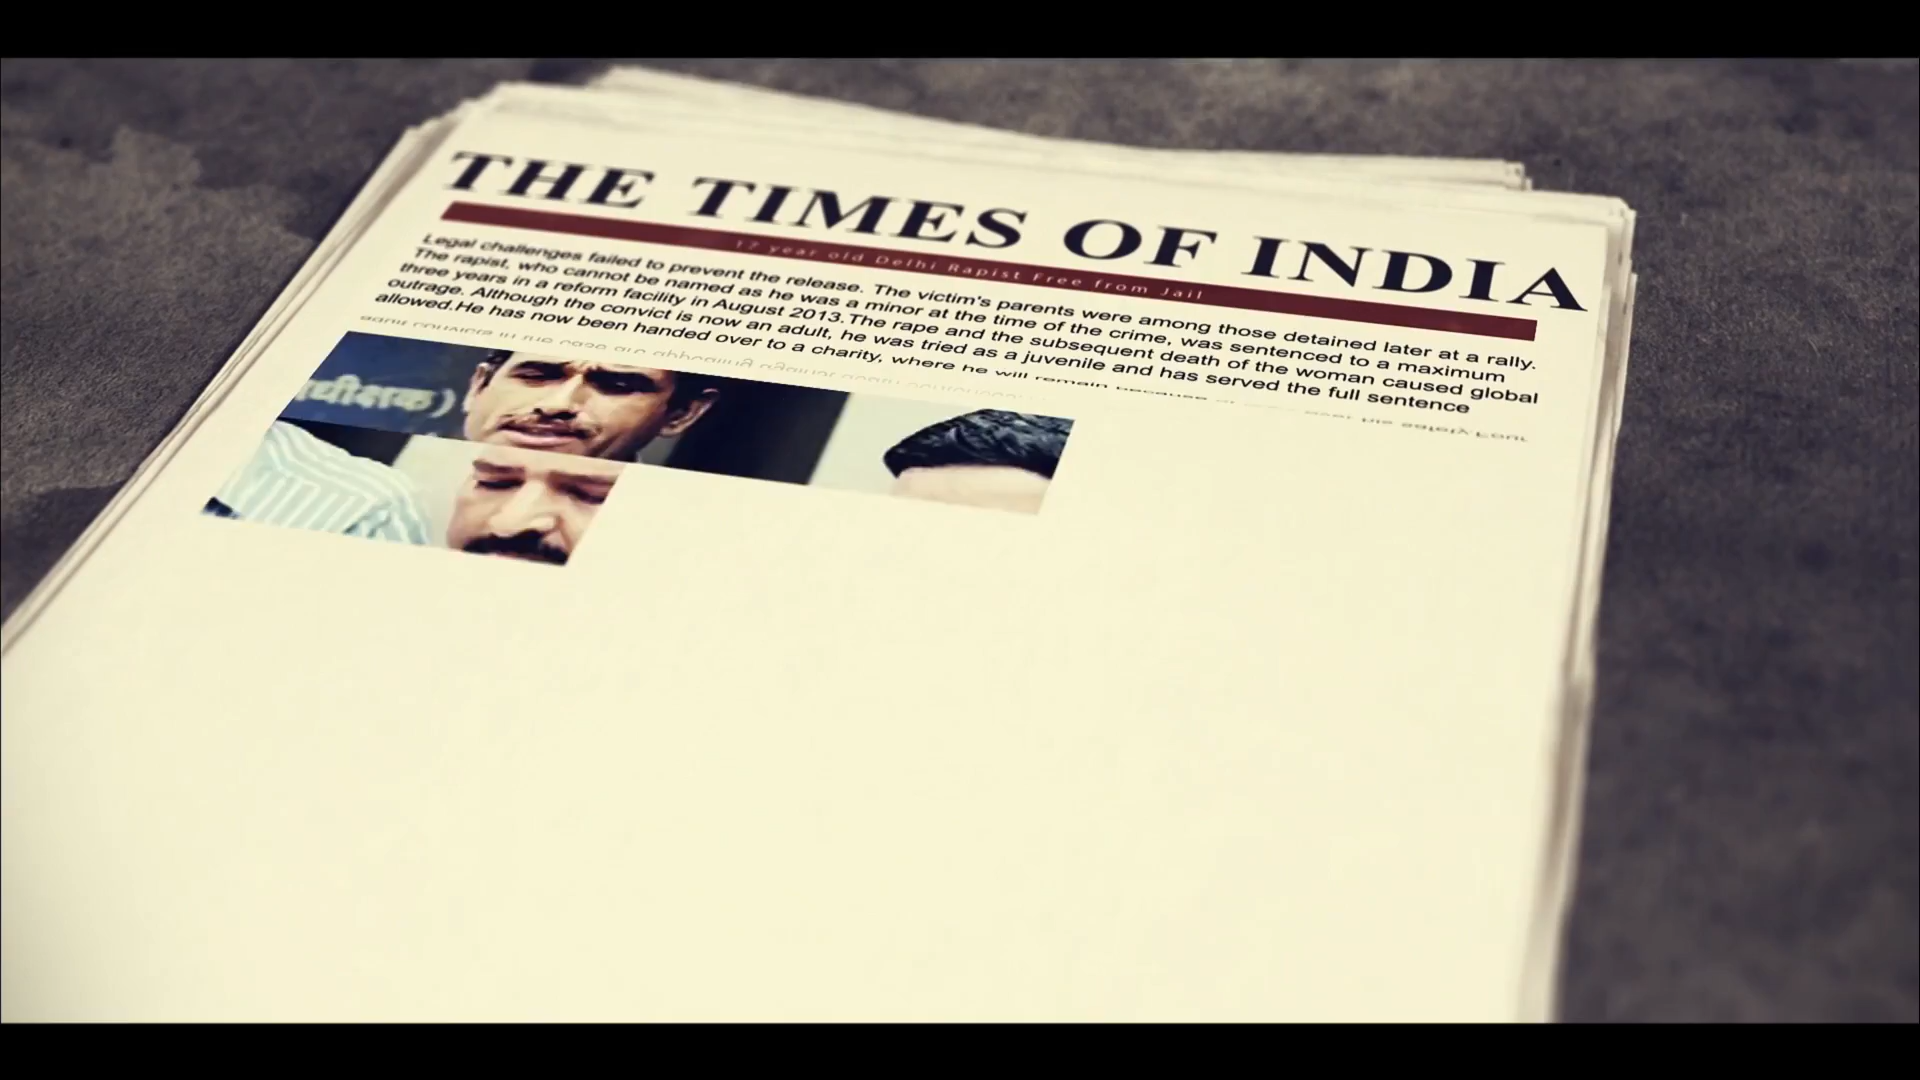 THE TIMES OF INDIA
17 year old Delhi Rapist Free from Jail
Legal challenges failed to prevent the release. The victim's parents were among those detained later at a rally.
The rapist, who cannot be named as he was a minor at the time of the crime, was sentenced to a maximum
three years in a reform facility in August 2013.The rape and the subsequent death of the woman caused global
outrage. Although the convict is now an adult, he was tried as a juvenile and has served the full sentence
allowed.He has now been handed over to a charity, where he will remain because